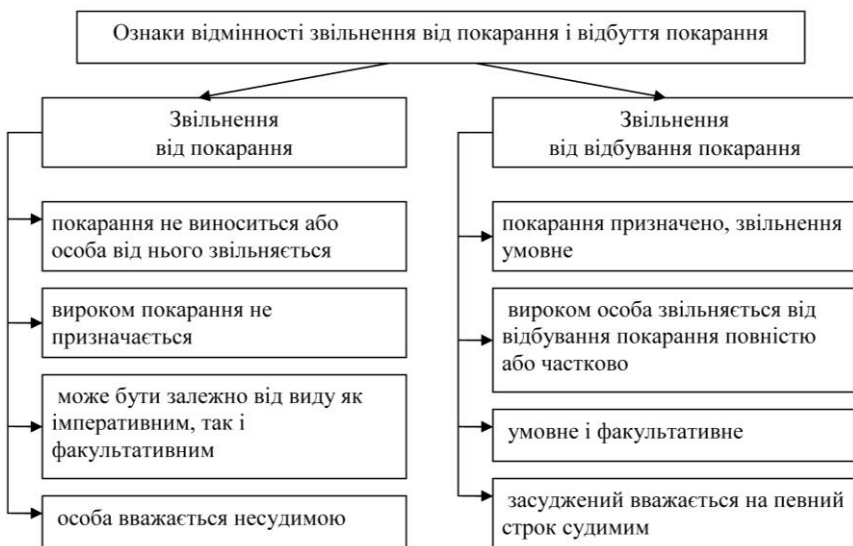 Ознаки відмінності звільнення від покарання і відбуття покарання
Звільнення
від покарання
покарання не виноситься або
особа від нього звільняється
вироком покарання не
призначається
може бути залежно від виду як
імперативним, так і
факультативним
особа вважається несудимою
Звільнення
від відбування покарання
покарання призначено, звільнення
умовне
вироком особа звільняється від
відбування покарання повністю
або частково
умовне і факультативне
засуджений вважається на певний
строк судимим